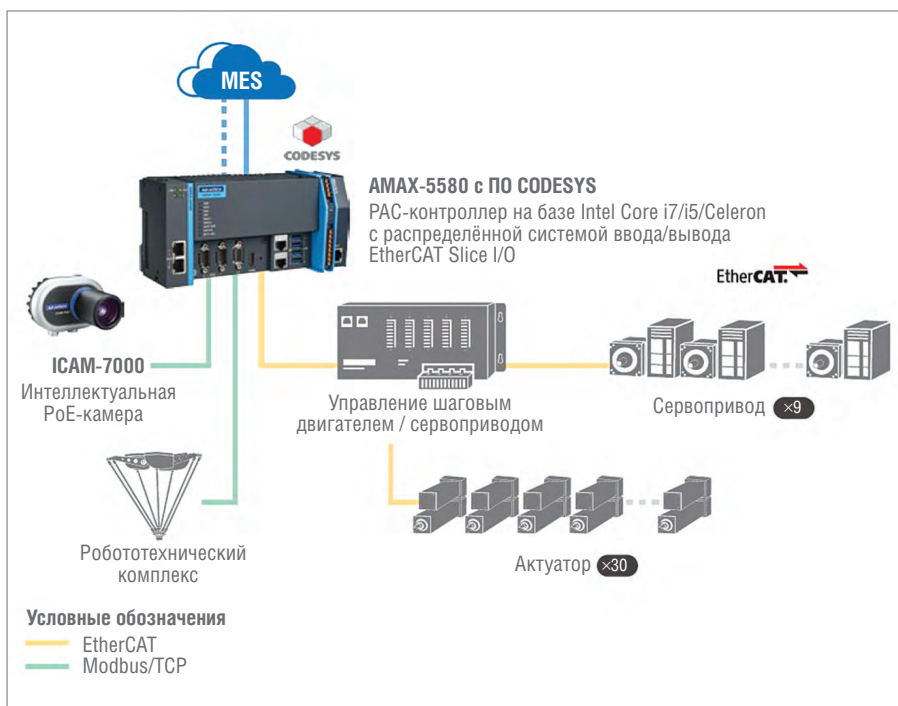 MES
CODESYS
AMAX-5580 с ПО CODESYS
PAC-контроллер на базе Intel Core i7/i5/Celeron
с распределённой системой ввода/вывода
EtherCAT Slice I/O
EtherCAT.
ICAM-7000
Интеллектуальная
PoE-камера
Управление шаговым
двигателем / сервоприводом
Сервопривод ×9
Робототехнический
комплекс
Актуатор ×30
Условные обозначения
EtherCAT
Modbus/TCP